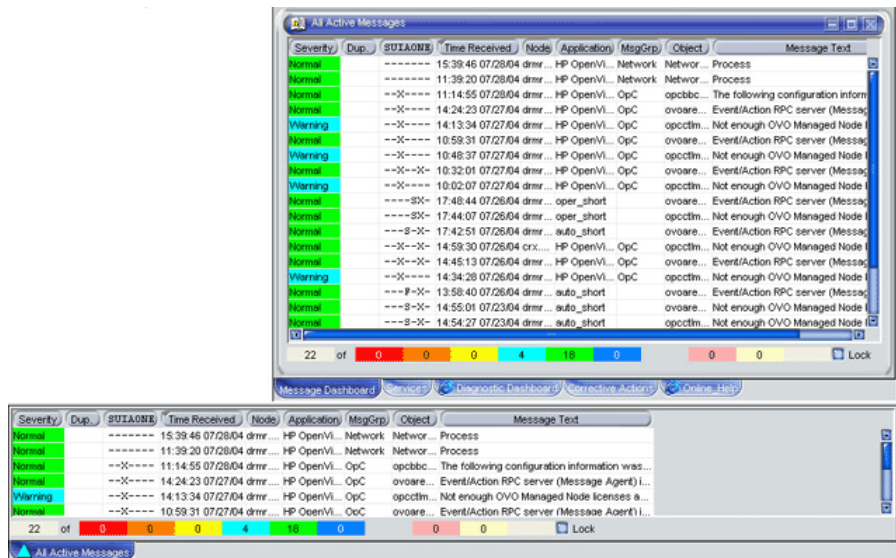 All Active Messages
Severity Dup. SUIAONE Time Received Node Application MsgGrp Object Message Text
Normal ------- 15:39:46 07/28/04 drmr... HP OpenVi... Network Networ... Process
Normal ------- 11:39:20 07/28/04 drmr... HP OpenVi... Network Networ... Process
Normal --X---- 11:14:55 07/28/04 drmr... HP OpenVi... OpC opcbbc... The following configuration inform
Normal --X---- 14:24:23 07/27/04 drmr... HP OpenVi... OpC ovoare... Event/Action RPC server (Messag
Warning --X---- 14:13:34 07/27/04 drmr... HP OpenVi... OpC opcctlm... Not enough OVO Managed Node l
Normal --X---- 10:59:31 07/27/04 drmr... HP OpenVi... OpC ovoare... Event/Action RPC server (Messag
Warning --X---- 10:48:37 07/27/04 drmr... HP OpenVi... OpC opcctlm... Not enough OVO Managed Node l
Normal --X--X- 10:32:01 07/27/04 drmr... HP OpenVi... OpC ovoare... Event/Action RPC server (Messag
Warning --X---- 10:02:07 07/27/04 drmr... HP OpenVi... OpC opcctlm... Not enough OVO Managed Node l
Normal ----SX- 17:48:44 07/26/04 drmr... oper_short ovoare... Event/Action RPC server (Messag
Normal ----SX- 17:44:07 07/26/04 drmr... oper_short opcctlm... Not enough OVO Managed Node l
Normal ---S-X- 17:42:51 07/26/04 drmr... auto_short ovoare... Event/Action RPC server (Messag
Normal --X--X- 14:59:30 07/26/04 crx.... HP OpenVi... OpC opcctlm... Not enough OVO Managed Node l
Normal --X--X- 14:45:13 07/26/04 drmr... HP OpenVi... OpC ovoare... Event/Action RPC server (Messag
Warning --X---- 14:34:28 07/26/04 drmr... HP OpenVi... OpC opcctlm... Not enough OVO Managed Node l
Normal ---F-X- 13:58:40 07/26/04 drmr... auto_short ovoare... Event/Action RPC server (Messag
Normal ---S-X- 14:55:01 07/23/04 drmr... auto_short ovoare... Not enough OVO Managed Node l
Normal ---S-X- 14:54:27 07/23/04 drmr... auto_short opcctlm... Not enough OVO Managed Node l
22 of 0 0 0 4 18 0 0 0 Lock
Message Dashboard Services Diagnostic Dashboard Corrective Actions Online_Help
Severity Dup. SUIAONE Time Received Node Application MsgGrp Object Message Text
Normal ------- 15:39:46 07/28/04 drmr.... HP OpenVi... Network Networ... Process
Normal ------- 11:39:20 07/28/04 drmr.... HP OpenVi... Network Networ... Process
Normal --X---- 11:14:55 07/28/04 drmr.... HP OpenVi... OpC opcbbc... The following configuration information was...
Normal --X---- 14:24:23 07/27/04 drmr.... HP OpenVi... OpC ovoare... Event/Action RPC server (Message Agent) i...
Warning --X---- 14:13:34 07/27/04 drmr.... HP OpenVi... OpC opcctlm... Not enough OVO Managed Node licenses a...
Normal --X---- 10:59:31 07/27/04 drmr.... HP OpenVi... OpC ovoare... Event/Action RPC server (Message Agent) i...
22 of 0 0 0 4 18 0 0 0 Lock
All Active Messages